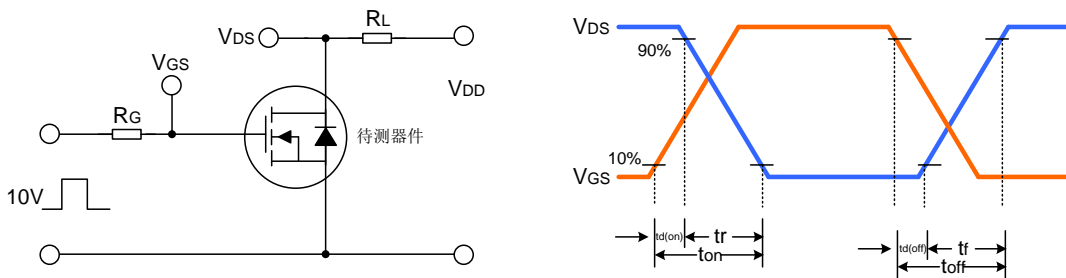 VDS
RL
VGS
VDD
RG
待测器件
10V
VDS
90%
10%
VGS
td(on)
tr
ton
td(off)
tf
toff